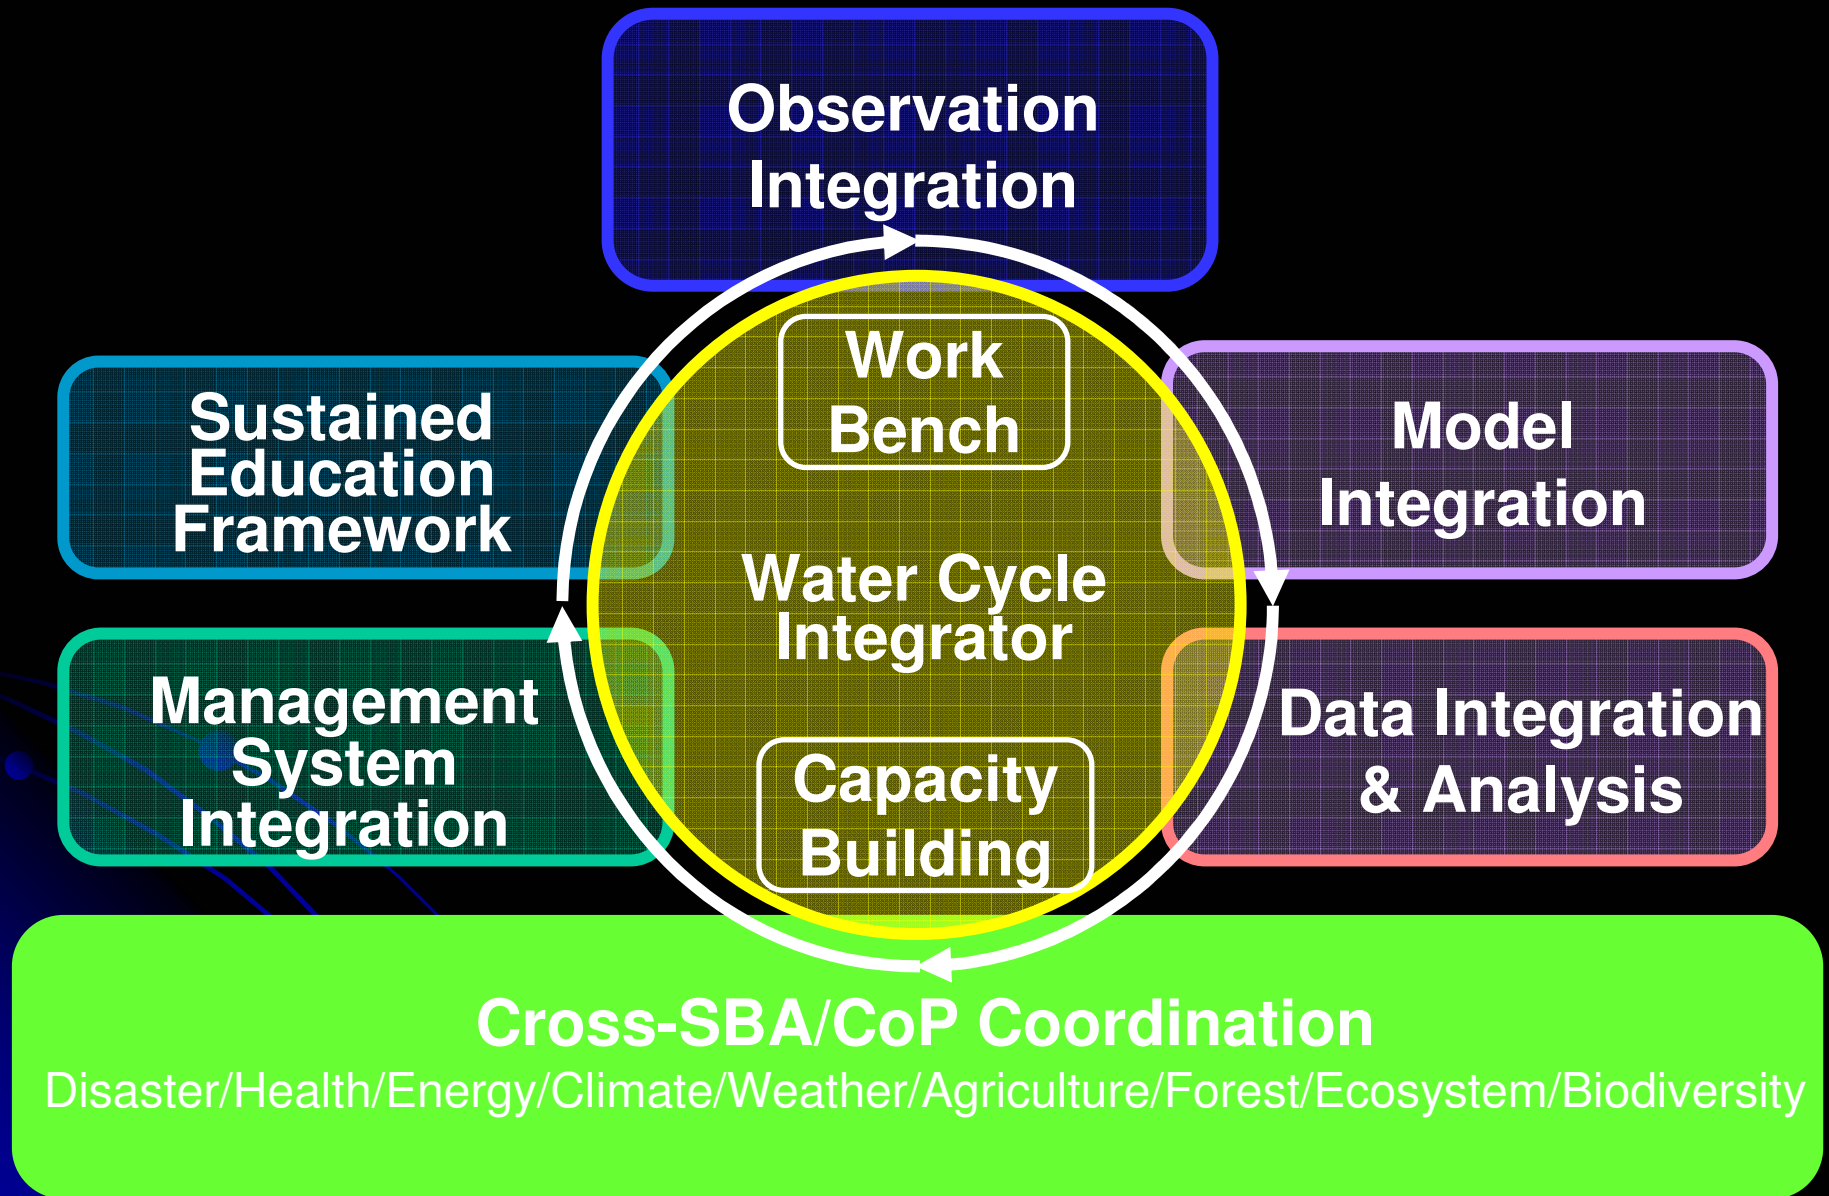 Observation
Integration
Work
Bench
Sustained
Education
Framework
Model
Integration
Water Cycle
Integrator
Management
System
Integration
Data Integration
& Analysis
Capacity
Building
Cross-SBA/CoP Coordination
Disaster/Health/Energy/Climate/Weather/Agriculture/Forest/Ecosystem/Biodiversity